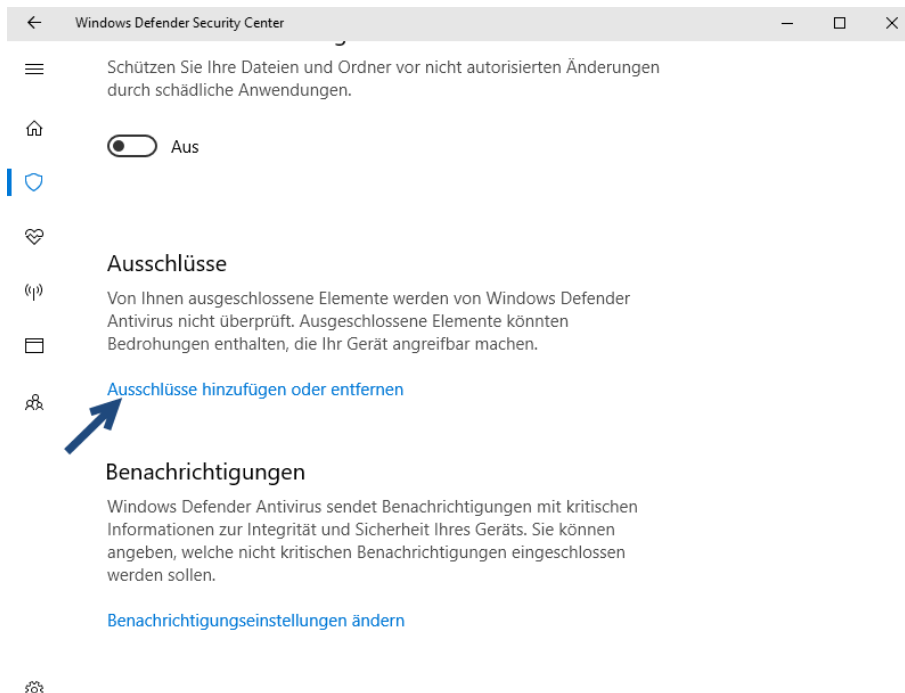 Windows Defender Security Center
Schützen Sie Ihre Dateien und Ordner vor nicht autorisierten Änderungen
durch schädliche Anwendungen.
Aus
Ausschlüsse
Von Ihnen ausgeschlossene Elemente werden von Windows Defender
Antivirus nicht überprüft. Ausgeschlossene Elemente könnten
Bedrohungen enthalten, die Ihr Gerät angreifbar machen.
Ausschlüsse hinzufügen oder entfernen
Benachrichtigungen
Windows Defender Antivirus sendet Benachrichtigungen mit kritischen
Informationen zur Integrität und Sicherheit Ihres Geräts. Sie können
angeben, welche nicht kritischen Benachrichtigungen eingeschlossen
werden sollen.
Benachrichtigungseinstellungen ändern